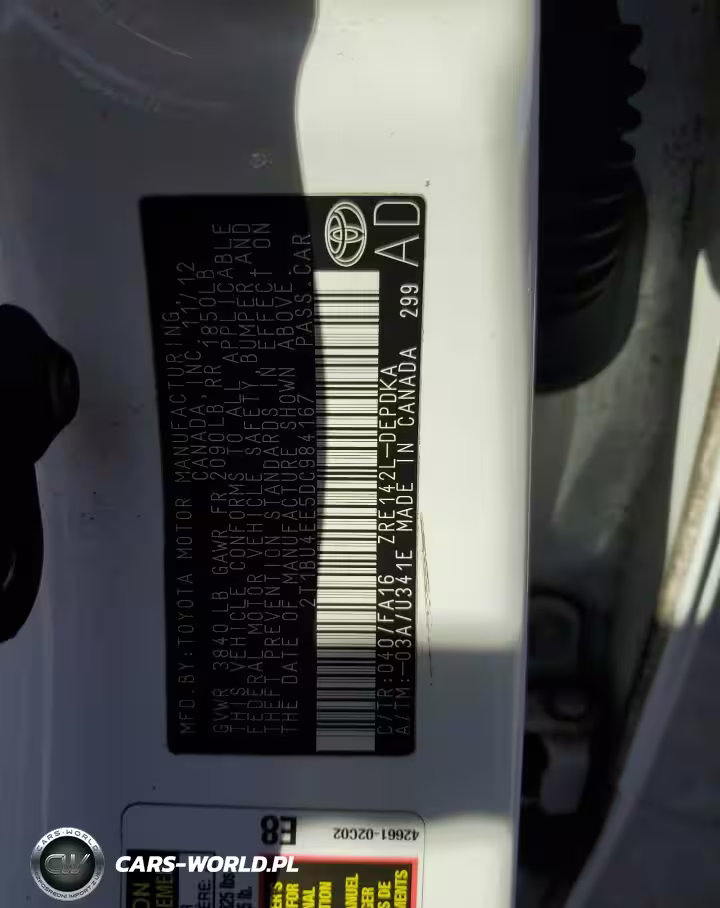 MFD.BY:TOYOTA MOTOR MANUFACTURING
CANADA, INC. 11/12
GVWR 3840 LB GAWR FR 2090LB RR 1850LB
THIS VEHICLE CONFORMS TO ALL APPLICABLE
FEDERAL MOTOR VEHICLE SAFETY, BUMPER AND
THEFT PREVENTION STANDARDS IN EFFECT ON
THE DATE OF MANUFACTURE SHOWN ABOVE.
2T1BU4EE5DC984167 PASS.CAR
C/TR:040/FA16 ZRE142L-DEPDKA
A/TM:-03A/U341E MADE IN CANADA 299
AD
E8
42661-02C02
CARS-WORLD
CW
CARS-WORLD.PL